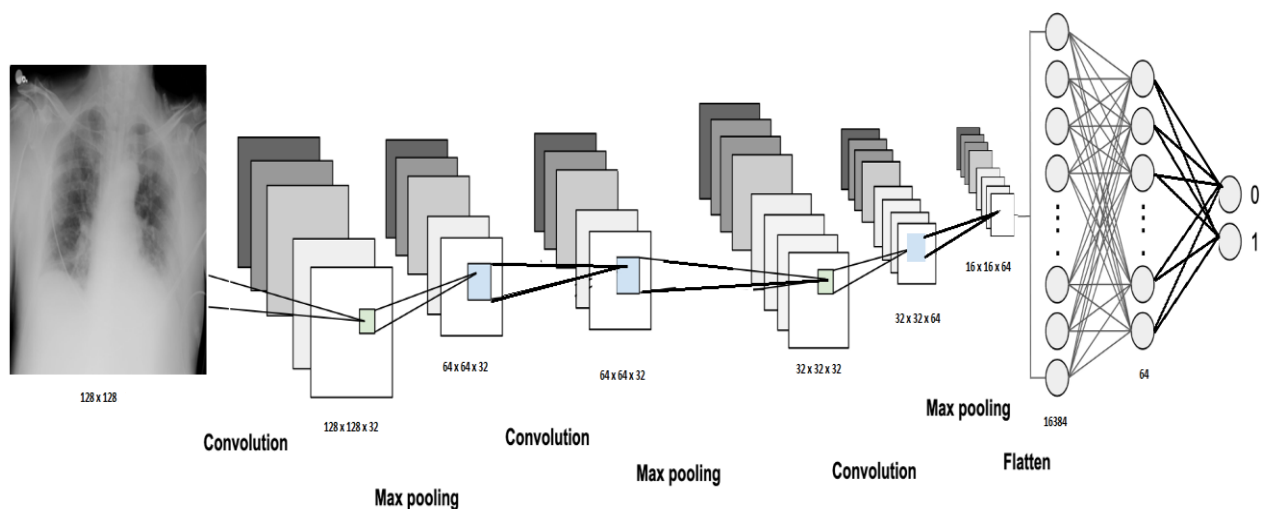 128 x 128
Convolution
128 x 128 x 32
Max pooling
64 x 64 x 32
Convolution
64 x 64 x 32
Max pooling
32 x 32 x 32
Convolution
32 x 32 x 64
Max pooling
16 x 16 x 64
Flatten
16384
64
0
1